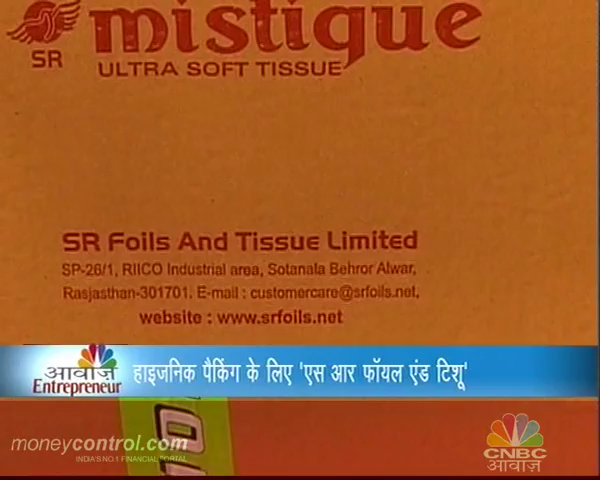 mistique
SR
ULTRA SOFT TISSUE
SR Foils And Tissue Limited
SP-26/1, RIICO Industrial area, Sotanala Behror Alwar,
Rasjasthan-301701. E-mail : customercare@srfoils.net,
website : www.srfoils.net
आवाज़
Entrepreneur
हाइजनिक पैकिंग के लिए 'एस आर फॉयल एंड टिशू'
moneycontrol.com
INDIA'S NO.1 FINANCIAL PORTAL
CNBC
आवाज़